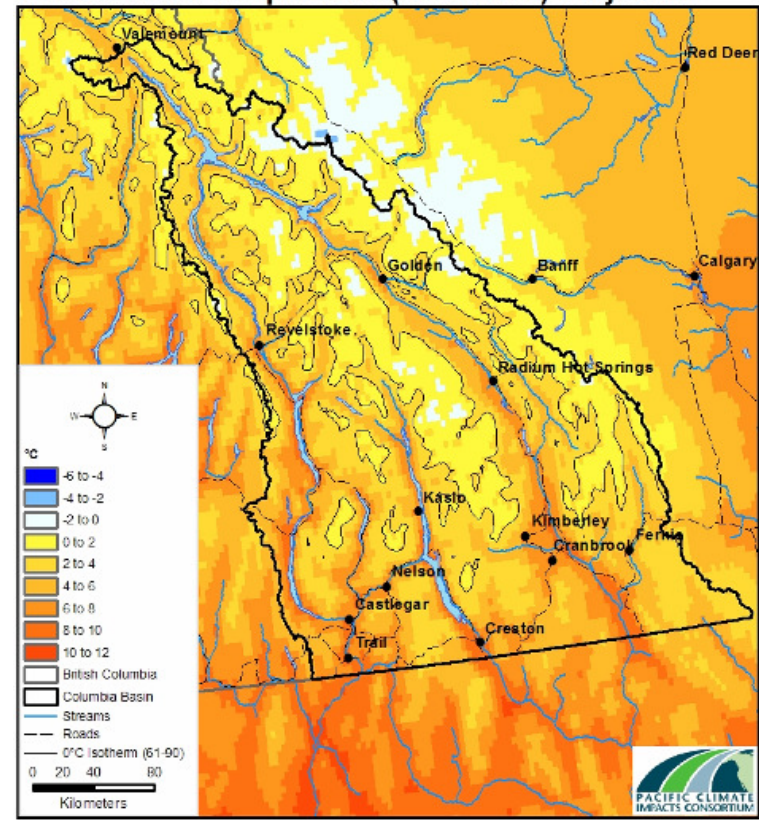 Valemount
Red Deer
Golden
Banff
Calgary
Revelstoke
Radium Hot Springs
N
W E
S
°C
-6 to -4
-4 to -2
-2 to 0
0 to 2
2 to 4
4 to 6
6 to 8
8 to 10
10 to 12
British Columbia
Columbia Basin
Streams
Roads
0°C Isotherm (61-90)
0 20 40 80
Kilometers
Kaslo
Kimberley
Cranbrook
Fernie
Nelson
Castlegar
Creston
Trail
PACIFIC CLIMATE
IMPACTS CONSORTIUM